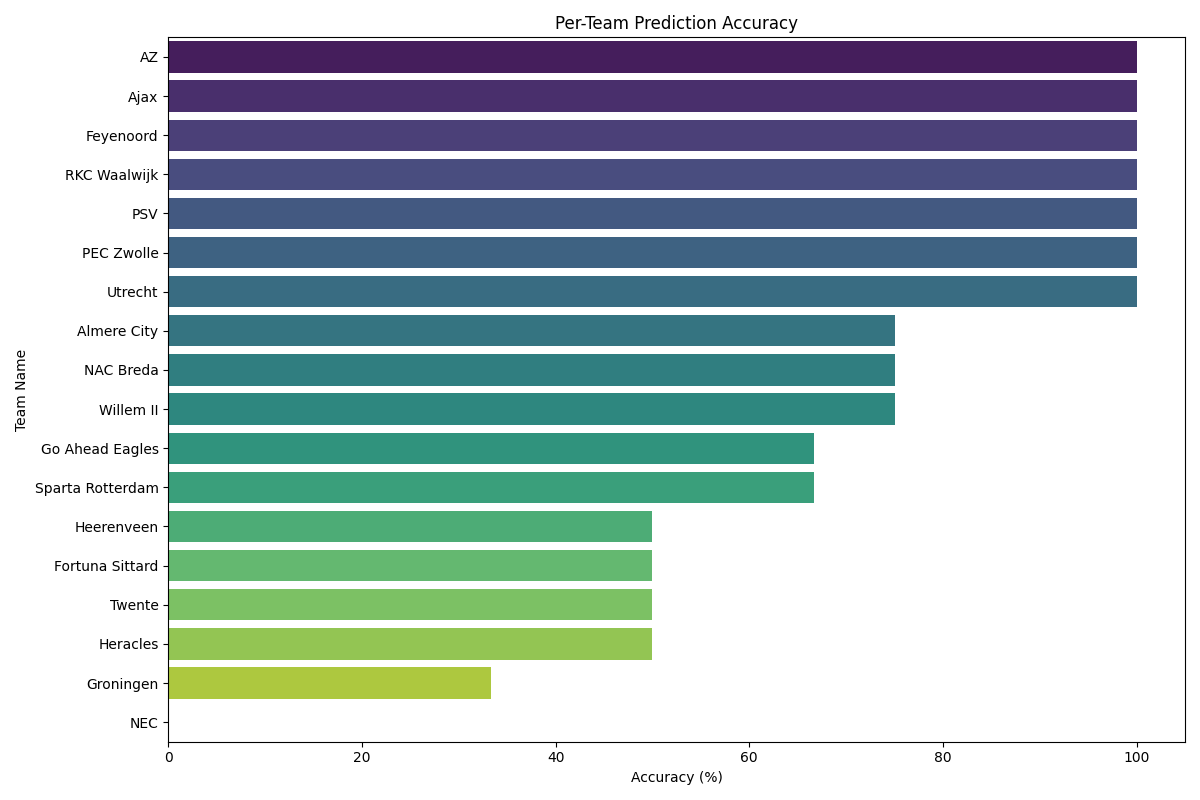 Per-Team Prediction Accuracy
Team Name
AZ
Ajax
Feyenoord
RKC Waalwijk
PSV
PEC Zwolle
Utrecht
Almere City
NAC Breda
Willem II
Go Ahead Eagles
Sparta Rotterdam
Heerenveen
Fortuna Sittard
Twente
Heracles
Groningen
NEC
0 20 40 60 80 100
Accuracy (%)